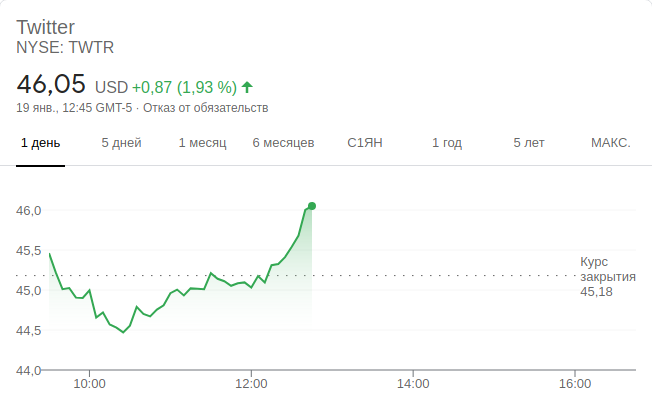 Twitter
NYSE: TWTR
46,05 USD +0,87 (1,93 %)
19 янв., 12:45 GMT-5 · Отказ от обязательств
1 день 5 дней 1 месяц 6 месяцев С1ЯН 1 год 5 лет МАКС.
46,0
45,5
Курс
закрытия
45,18
45,0
44,5
44,0
10:00 12:00 14:00 16:00